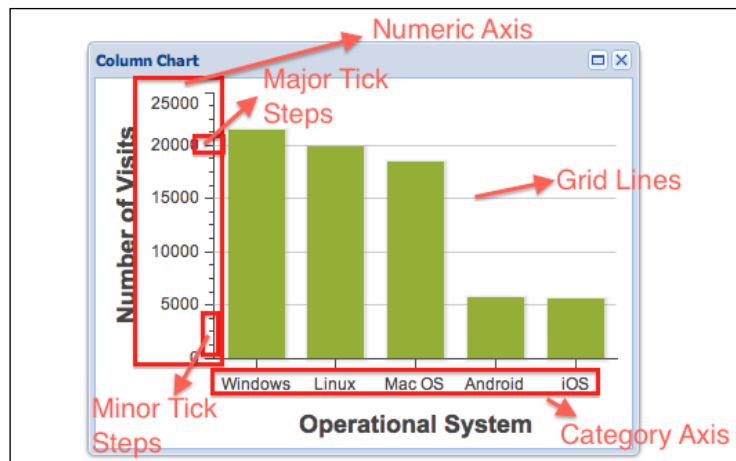 Numeric Axis
Column Chart
Major Tick
Steps
25000
20000
15000
10000
5000
0
Number of Visits
Grid Lines
Windows Linux Mac OS Android iOS
Minor Tick
Steps
Operational System
Category Axis